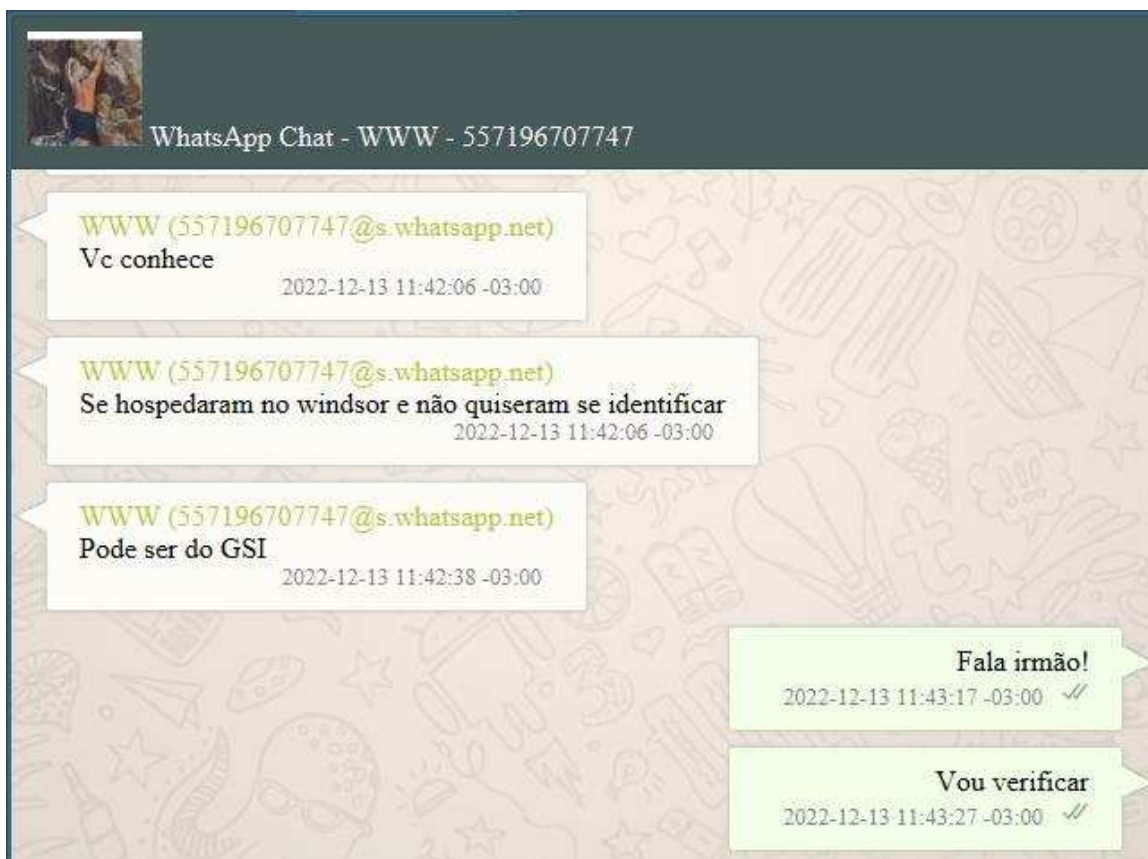 WhatsApp Chat - WWW - 557196707747
WWW (557196707747@s.whatsapp.net)
Vc conhece
2022-12-13 11:42:06 -03:00
WWW (557196707747@s.whatsapp.net)
Se hospedaram no windsor e não quiseram se identificar
2022-12-13 11:42:06 -03:00
WWW (557196707747@s.whatsapp.net)
Pode ser do GSI
2022-12-13 11:42:38 -03:00
Fala irmão!
2022-12-13 11:43:17 -03:00
Vou verificar
2022-12-13 11:43:27 -03:00